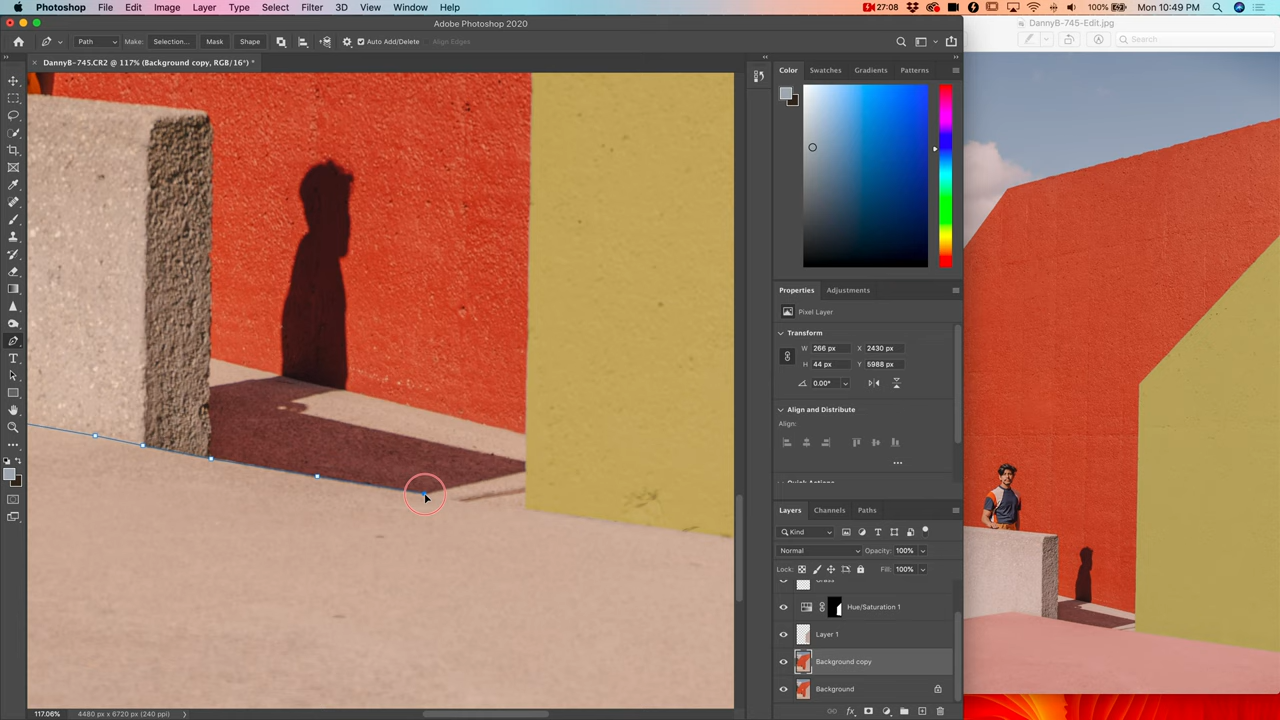 Photoshop File Edit Image Layer Type Select Filter 3D View Window Help 27:08 100% Mon 10:49 PM
Adobe Photoshop 2020
DannyB-745-Edit.jpg
Path Make: Selection... Mask Shape Auto Add/Delete Align Edges
Search
DannyB-745.CR2 @ 117% (Background copy, RGB/16*) *
Color Swatches Gradients Patterns
Properties Adjustments
Pixel Layer
Transform
W 266 px X 2430 px
H 44 px Y 5988 px
0.00°
Align and Distribute
Align:
Quick Actions
Layers Channels Paths
Kind
Normal Opacity: 100%
Lock: Fill: 100%
Grass
Hue/Saturation 1
Layer 1
Background copy
Background
117.06% 4480 px x 6720 px (240 ppi)